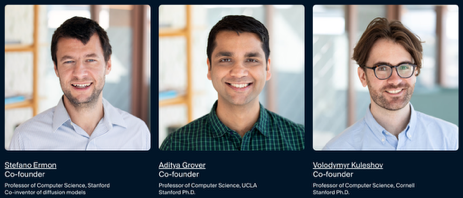 Stefano Ermon
Co-founder
Professor of Computer Science, Stanford
Co-inventor of diffusion models
Aditya Grover
Co-founder
Professor of Computer Science, UCLA
Stanford Ph.D.
Volodymyr Kuleshov
Co-founder
Professor of Computer Science, Cornell
Stanford Ph.D.